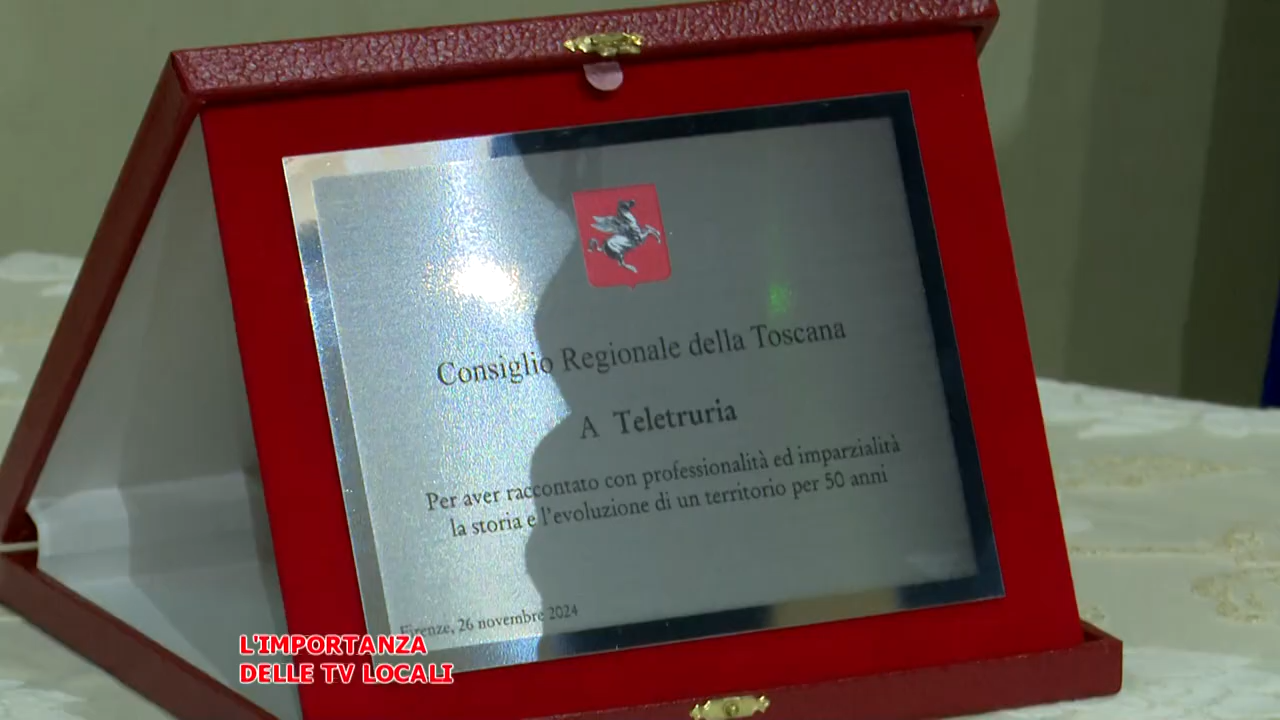 Consiglio Regionale della Toscana
A Teletruria
Per aver raccontato con professionalità ed imparzialità
la storia e l'evoluzione di un territorio per 50 anni
Firenze, 26 novembre 2024
L'IMPORTANZA
DELLE TV LOCALI